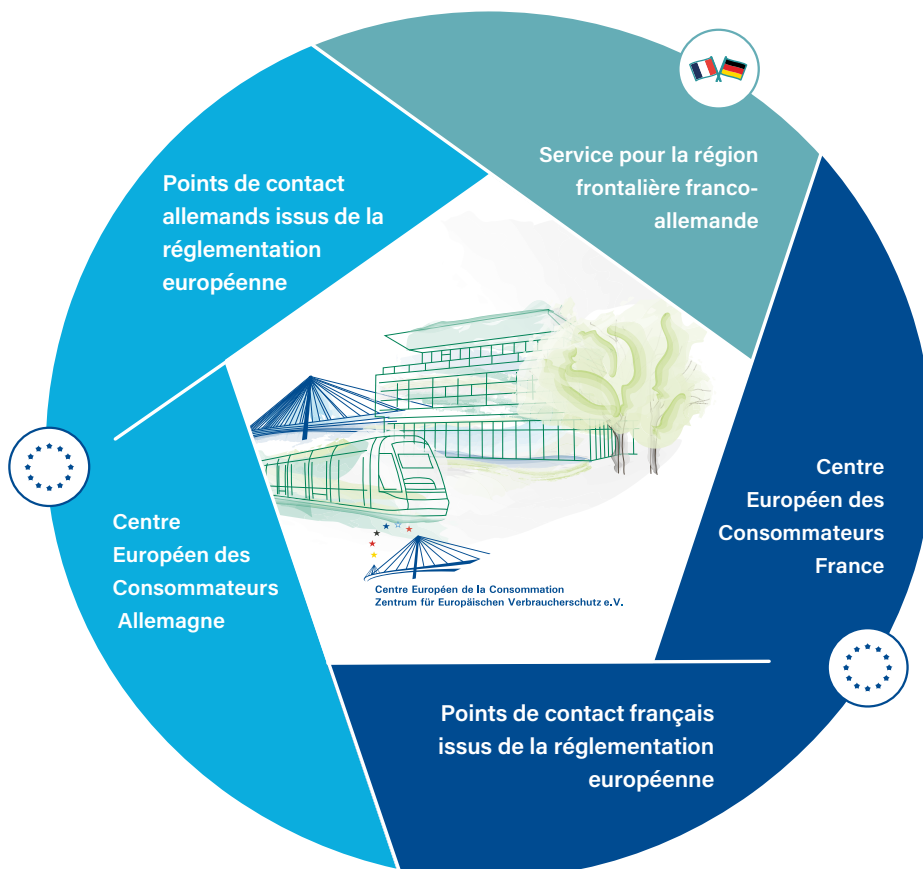 Service pour la région
frontalière franco-
allemande
Points de contact
allemands issus de la
réglementation
européenne
Centre
Européen des
Consommateurs
France
Centre
Européen des
Consommateurs
Allemagne
Centre Européen de la Consommation
Zentrum für Europäischen Verbraucherschutz e.V.
Points de contact français
issus de la réglementation
européenne